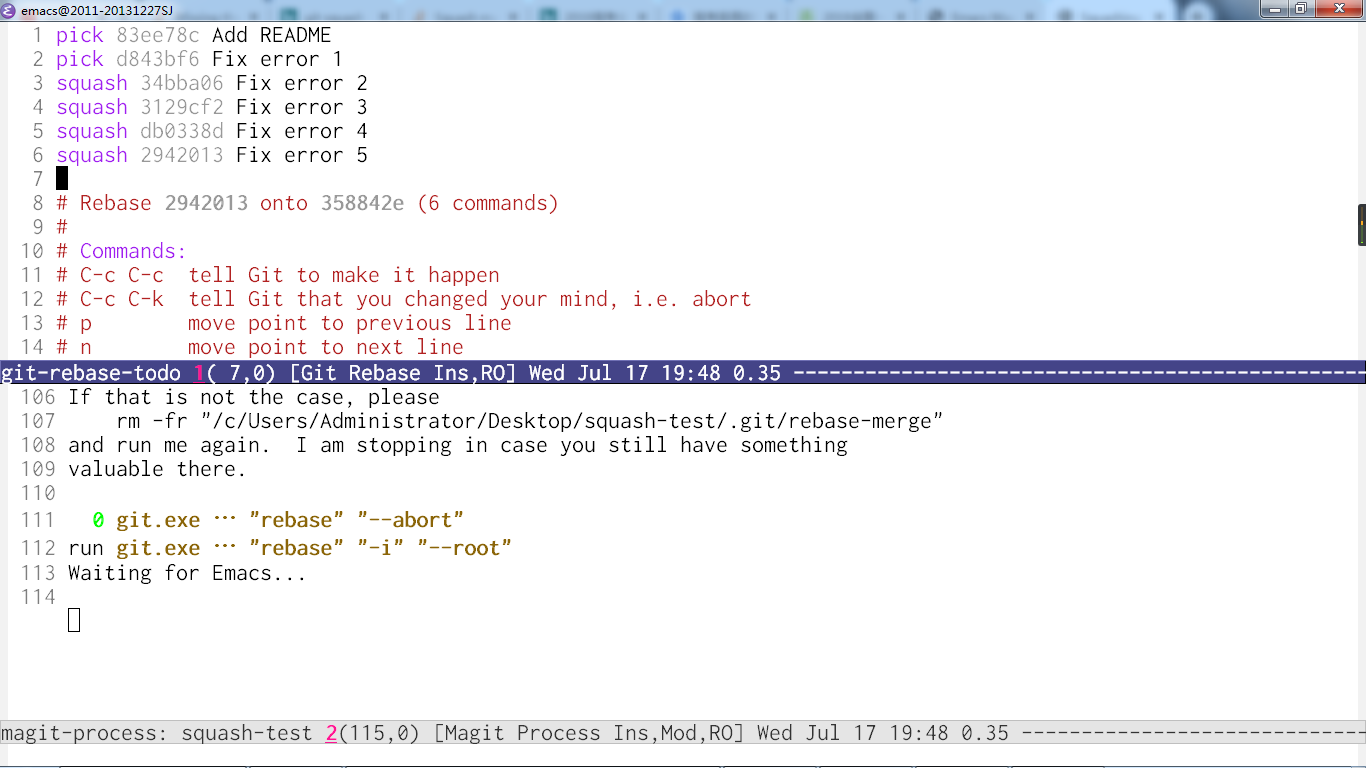 emacs@2011-20131227SJ
1 pick 83ee78c Add README
2 pick d843bf6 Fix error 1
3 squash 34bba06 Fix error 2
4 squash 3129cf2 Fix error 3
5 squash db0338d Fix error 4
6 squash 2942013 Fix error 5
7
8 # Rebase 2942013 onto 358842e (6 commands)
9 #
10 # Commands:
11 # C-c C-c  tell Git to make it happen
12 # C-c C-k  tell Git that you changed your mind, i.e. abort
13 # p        move point to previous line
14 # n        move point to next line
git-rebase-todo 1( 7,0) [Git Rebase Ins,RO] Wed Jul 17 19:48 0.35 ------------------------------------------------
106 If that is not the case, please
107     rm -fr "/c/Users/Administrator/Desktop/squash-test/.git/rebase-merge"
108 and run me again.  I am stopping in case you still have something
109 valuable there.
110
111   0 git.exe ··· "rebase" "--abort"
112 run git.exe ··· "rebase" "-i" "--root"
113 Waiting for Emacs...
114
magit-process: squash-test 2(115,0) [Magit Process Ins,Mod,RO] Wed Jul 17 19:48 0.35 -----------------------------